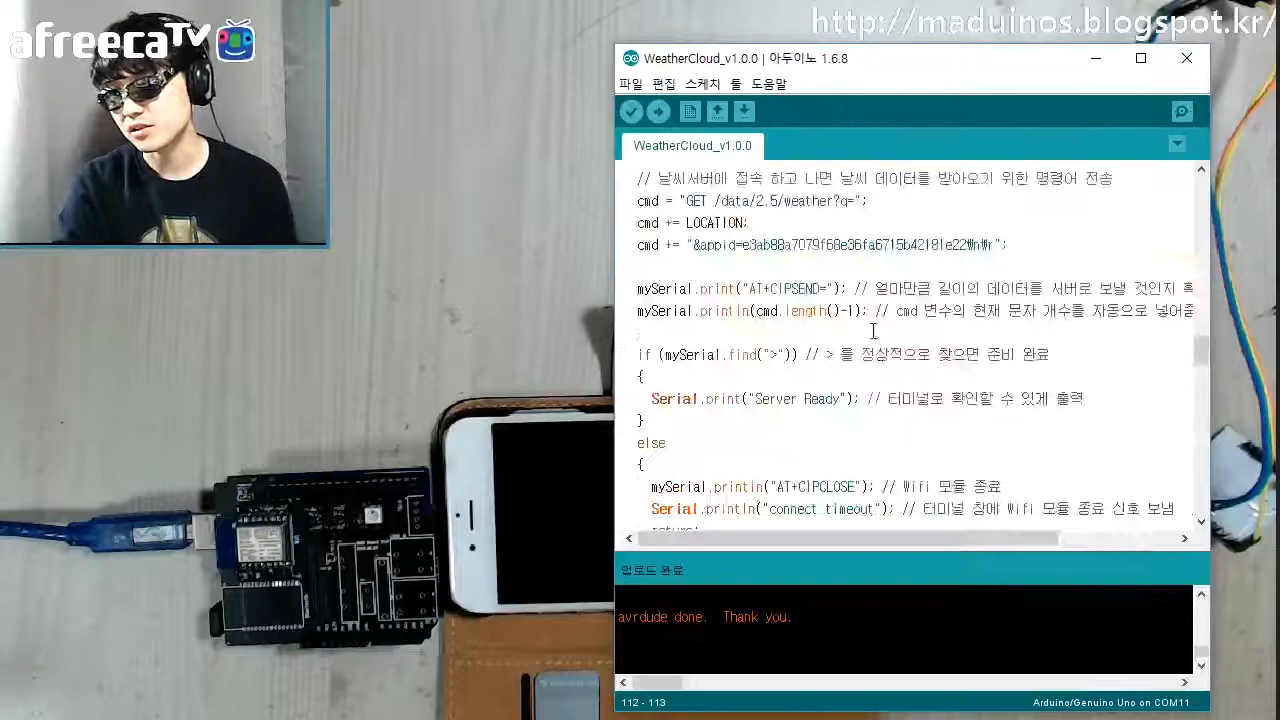 afreecaTV
http://maduinos.blogspot.kr/
WeatherCloud_v1.0.0 | 아두이노 1.6.8
파일 편집 스케치 툴 도움말
WeatherCloud_v1.0.0
// 날씨서버에 접속 하고 나면 날씨 데이터를 받아오기 위한 명령어 전송
cmd = "GET /data/2.5/weather?q=";
cmd += LOCATION;
mySerial.print("AT+CIPSEND="); // 얼마만큼 길이의 데이터를 서버로 보낼 것인지 확
mySerial.println(cmd.length()-1); // cmd 변수의 현재 문자 개수를 자동으로 넣어줌
;
if (mySerial.find(">")) // > 를 정상적으로 찾으면 준비 완료
{
Serial.print("Server Ready"); // 터미널로 확인할 수 있게 출력
}
else
{
mySerial.println("AT+CIPCLOSE"); // Wifi 모듈 종료
Serial.println("connect timeout"); // 터미널 창에 Wifi 모듈 종료 신호 보냄
return;
업로드 완료
avrdude done.  Thank you.
112 - 113
Arduino/Genuino Uno on COM11